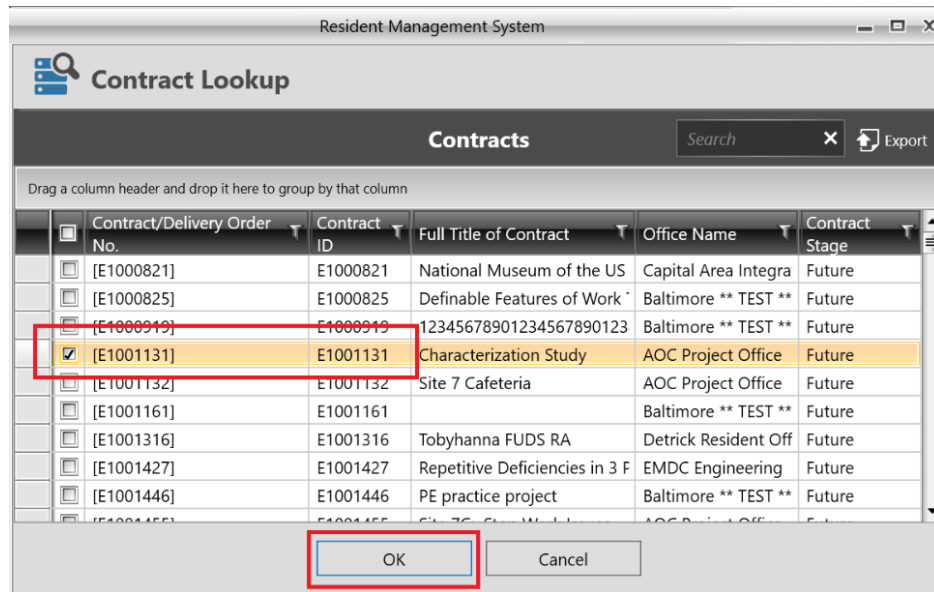 Resident Management System
Contract Lookup
Contracts Search Export
Drag a column header and drop it here to group by that column
Contract/Delivery Order No. Contract ID Full Title of Contract Office Name Contract Stage
[E1000821] E1000821 National Museum of the US Capital Area Integra Future
[E1000825] E1000825 Definable Features of Work Baltimore ** TEST ** Future
[E1000919] E1000919 12345678901234567890123 Baltimore ** TEST ** Future
[E1001131] E1001131 Characterization Study AOC Project Office Future
[E1001132] E1001132 Site 7 Cafeteria AOC Project Office Future
[E1001161] E1001161 Baltimore ** TEST ** Future
[E1001316] E1001316 Tobyhanna FUDS RA Detrick Resident Off Future
[E1001427] E1001427 Repetitive Deficiencies in 3 P EMDC Engineering Future
[E1001446] E1001446 PE practice project Baltimore ** TEST ** Future
OK Cancel